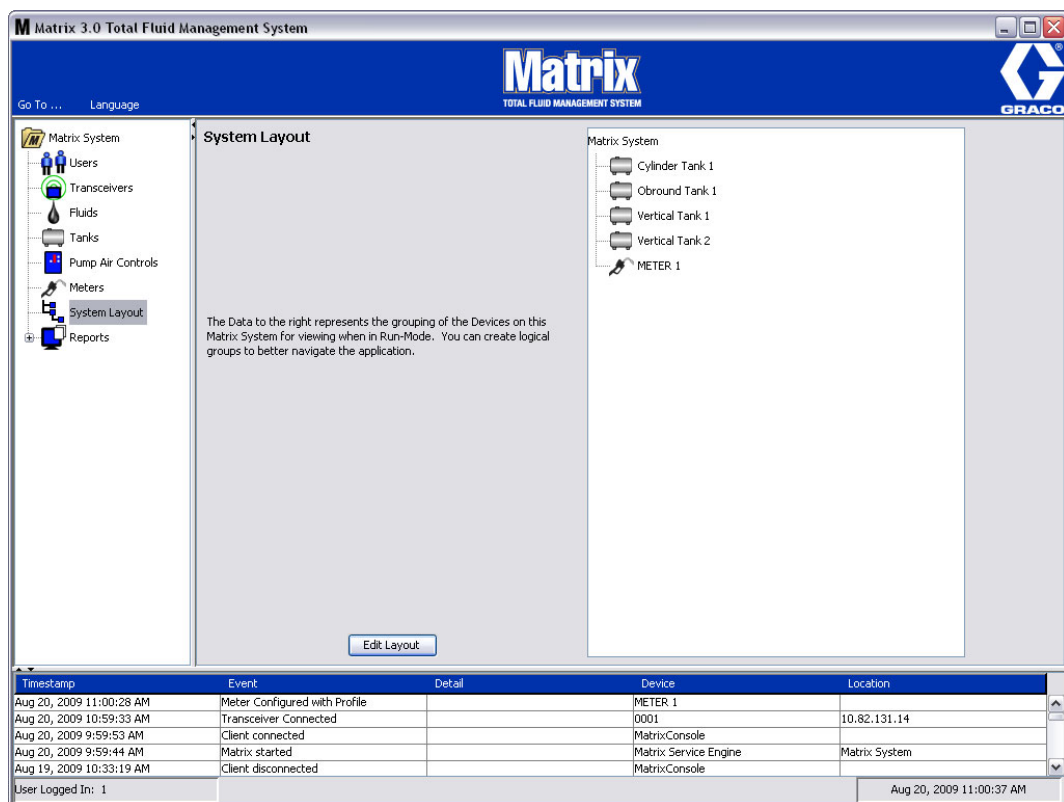 Matrix 3.0 Total Fluid Management System
Matrix
TOTAL FLUID MANAGEMENT SYSTEM
GRACO
Go To ... Language
Matrix System
Users
Transceivers
Fluids
Tanks
Pump Air Controls
Meters
System Layout
Reports
System Layout
The Data to the right represents the grouping of the Devices on this
Matrix System for viewing when in Run-Mode. You can create logical
groups to better navigate the application.
Edit Layout
Matrix System
Cylinder Tank 1
Obround Tank 1
Vertical Tank 1
Vertical Tank 2
METER 1
Timestamp Event Detail Device Location
Aug 20, 2009 11:00:28 AM Meter Configured with Profile METER 1
Aug 20, 2009 10:59:33 AM Transceiver Connected 0001 10.82.131.14
Aug 20, 2009 9:59:53 AM Client connected MatrixConsole
Aug 20, 2009 9:59:44 AM Matrix started Matrix Service Engine Matrix System
Aug 19, 2009 10:33:19 AM Client disconnected MatrixConsole
User Logged In: 1 Aug 20, 2009 11:00:37 AM